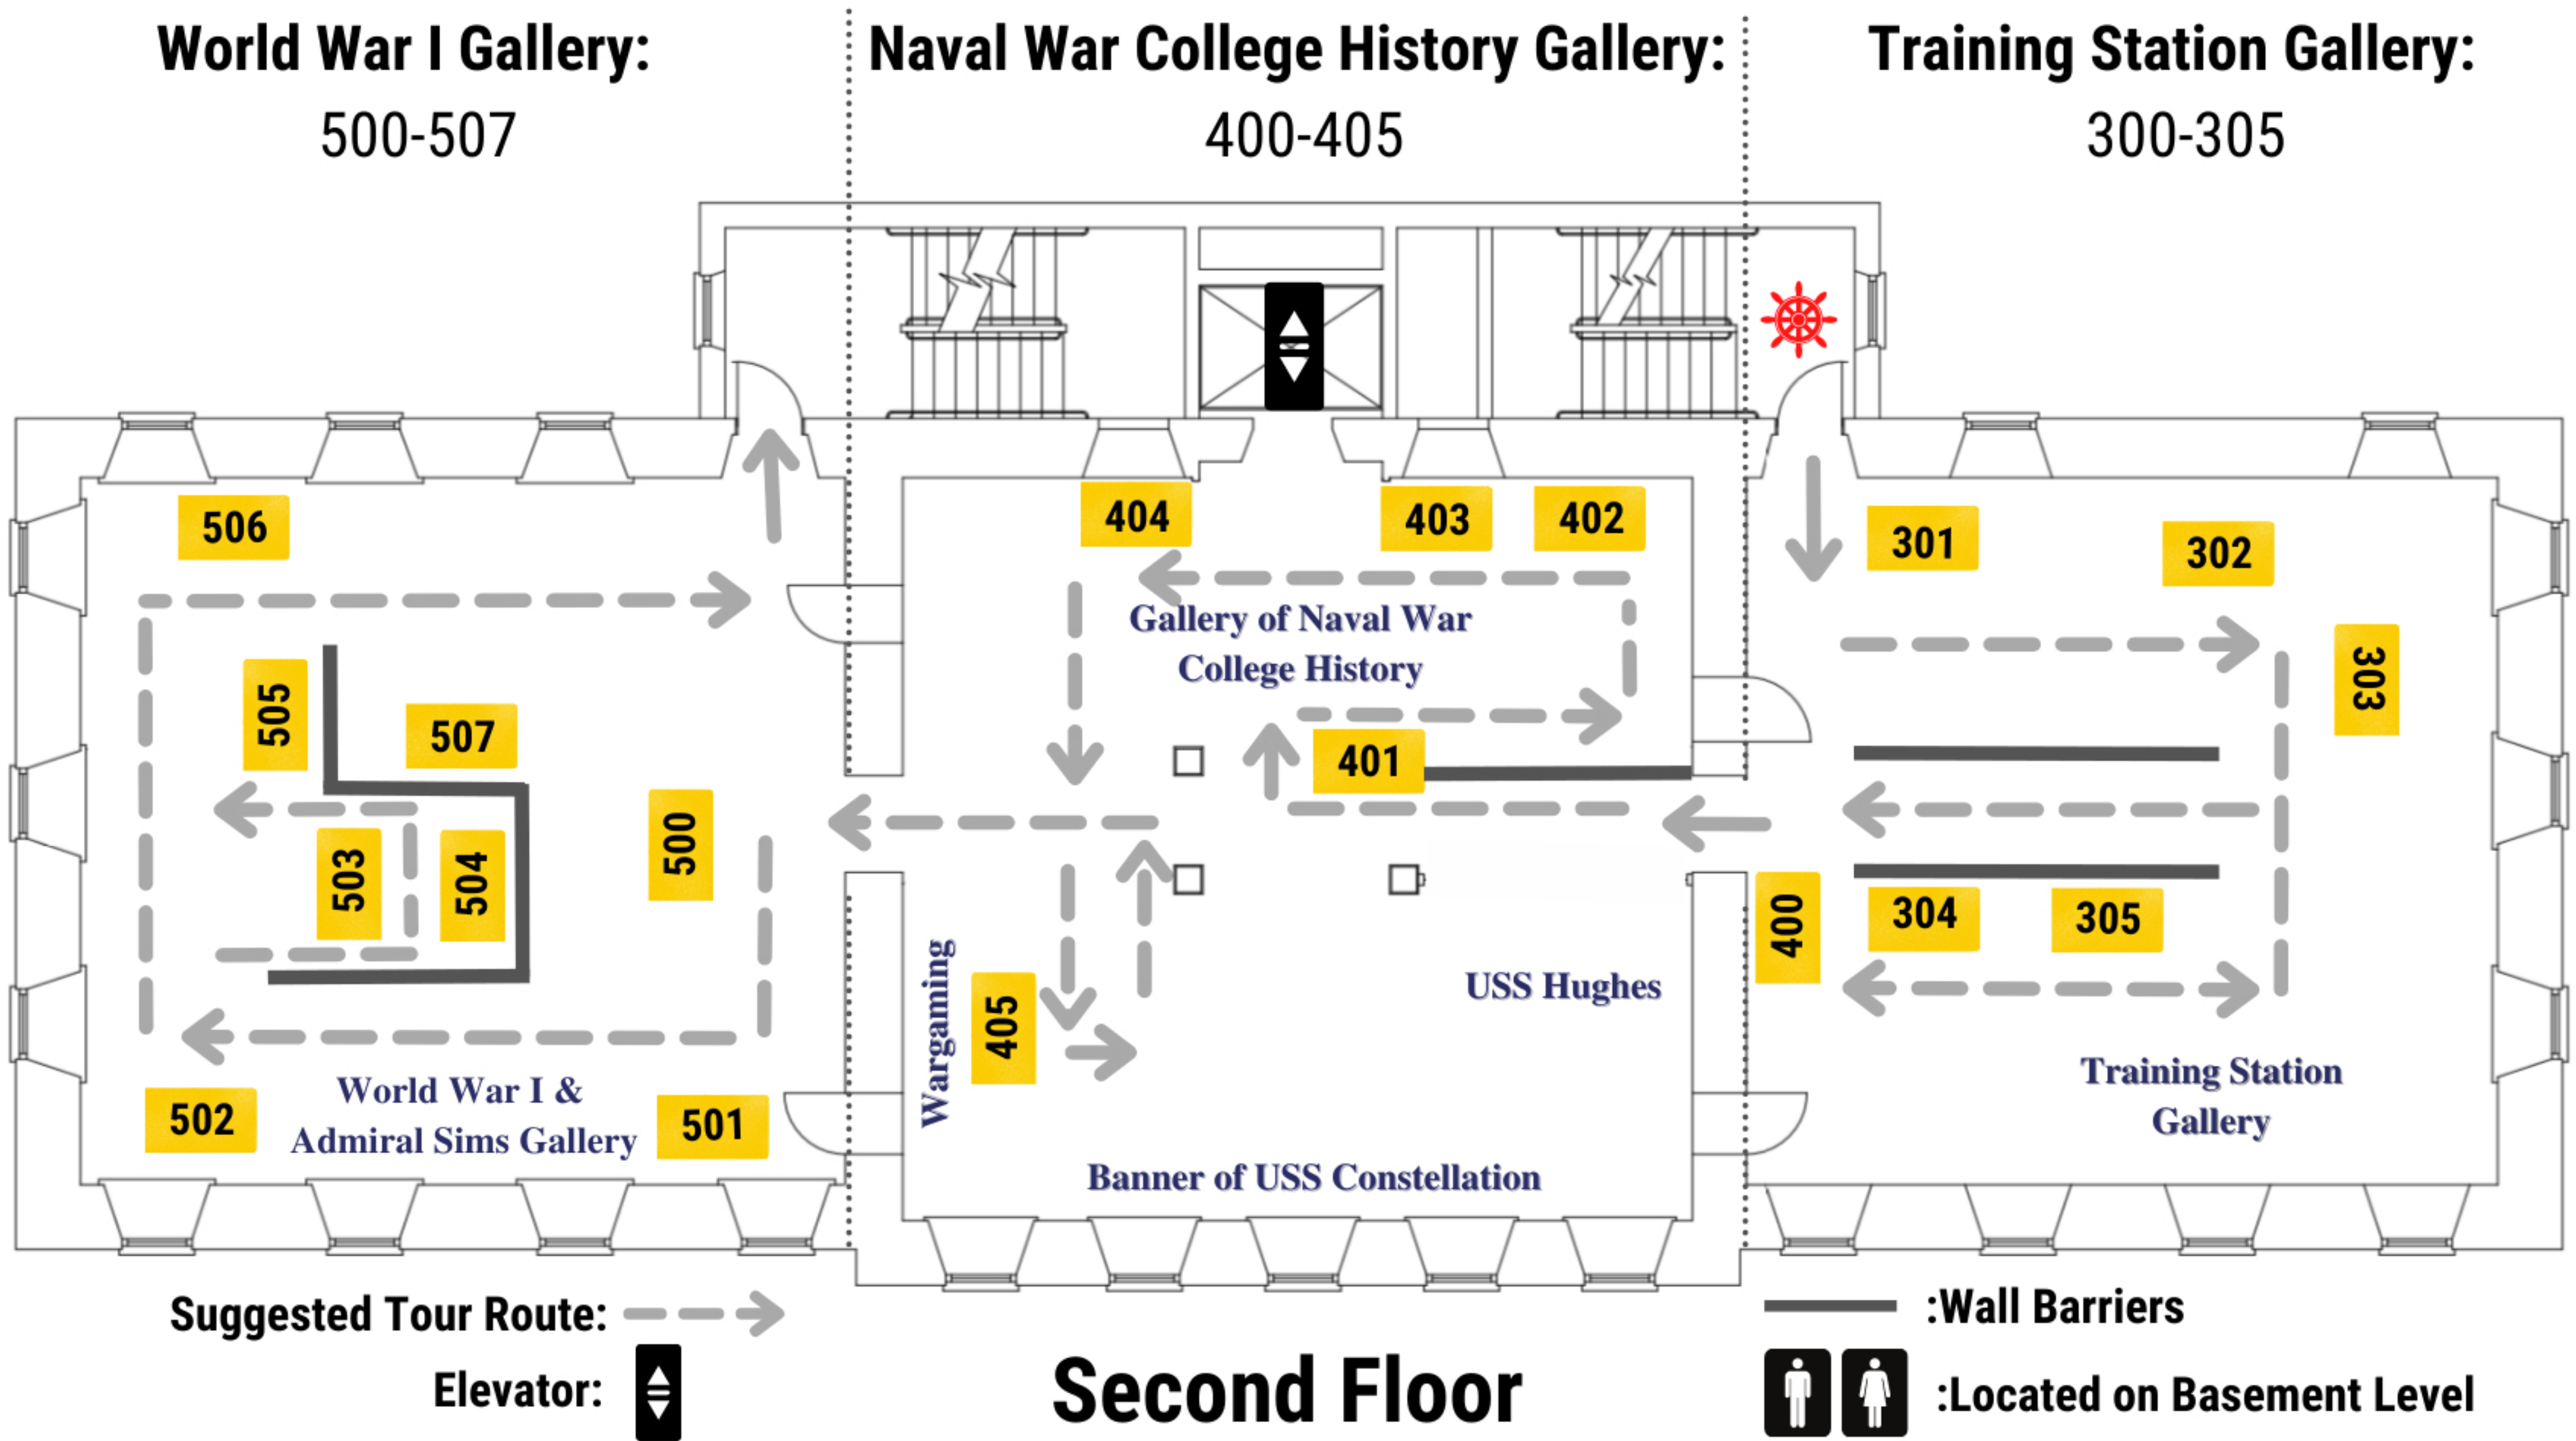 World War I Gallery:
500-507
Naval War College History Gallery:
400-405
Training Station Gallery:
300-305
506
505
507
503
504
500
502
World War I &
Admiral Sims Gallery
501
404
403
402
Gallery of Naval War
College History
401
Wargaming
405
USS Hughes
Banner of USS Constellation
301
302
303
400
304
305
Training Station
Gallery
Suggested Tour Route:
Elevator:
Second Floor
:Wall Barriers
:Located on Basement Level